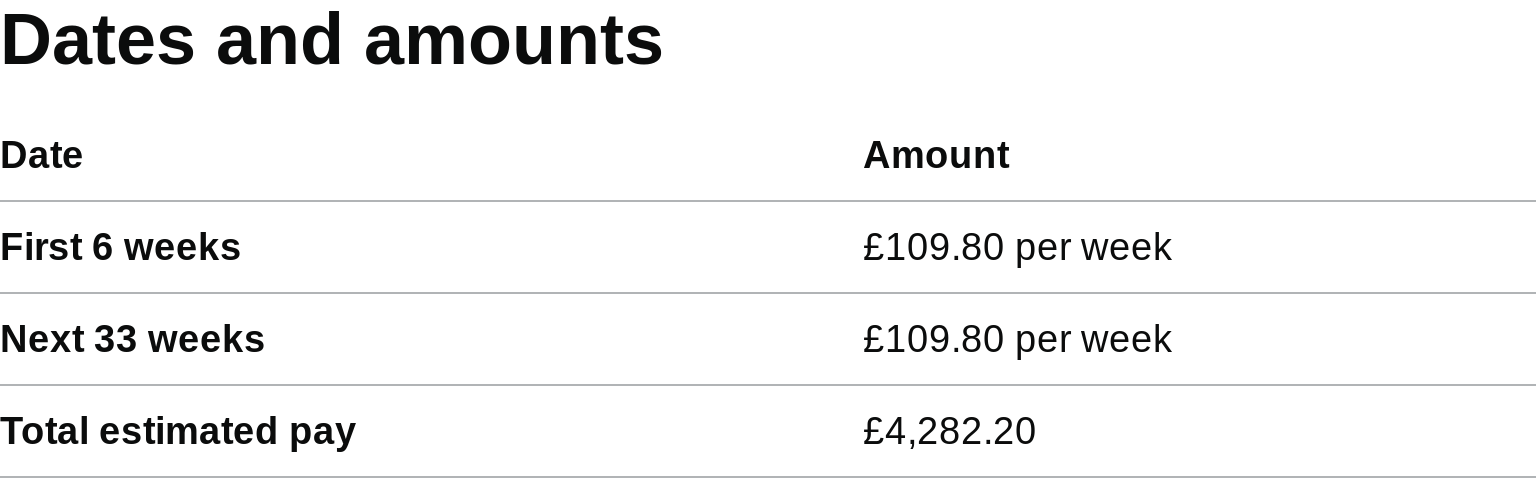 Dates and amounts
Date Amount
First 6 weeks £109.80 per week
Next 33 weeks £109.80 per week
Total estimated pay £4,282.20